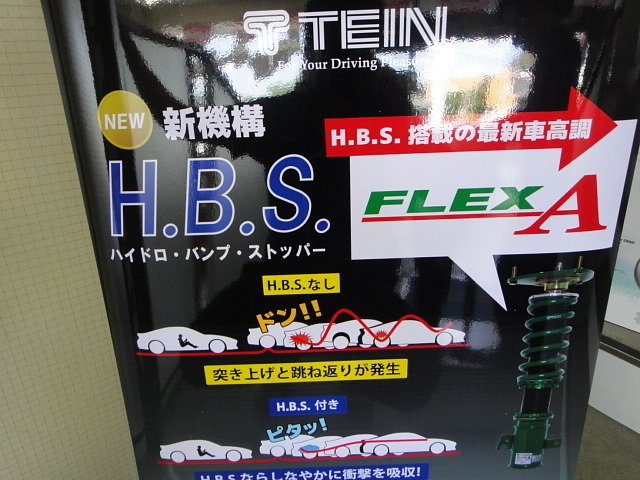 TEIN
For Your Driving Pleasure
NEW
新機構
H.B.S. 搭載の最新車高調
H.B.S.
FLEX A
ハイドロ・バンプ・ストッパー
H.B.S.なし
ドン!!
突き上げと跳ね返りが発生
H.B.S. 付き
ピタッ!
H.B.S.ならしなやかに衝撃を吸収!